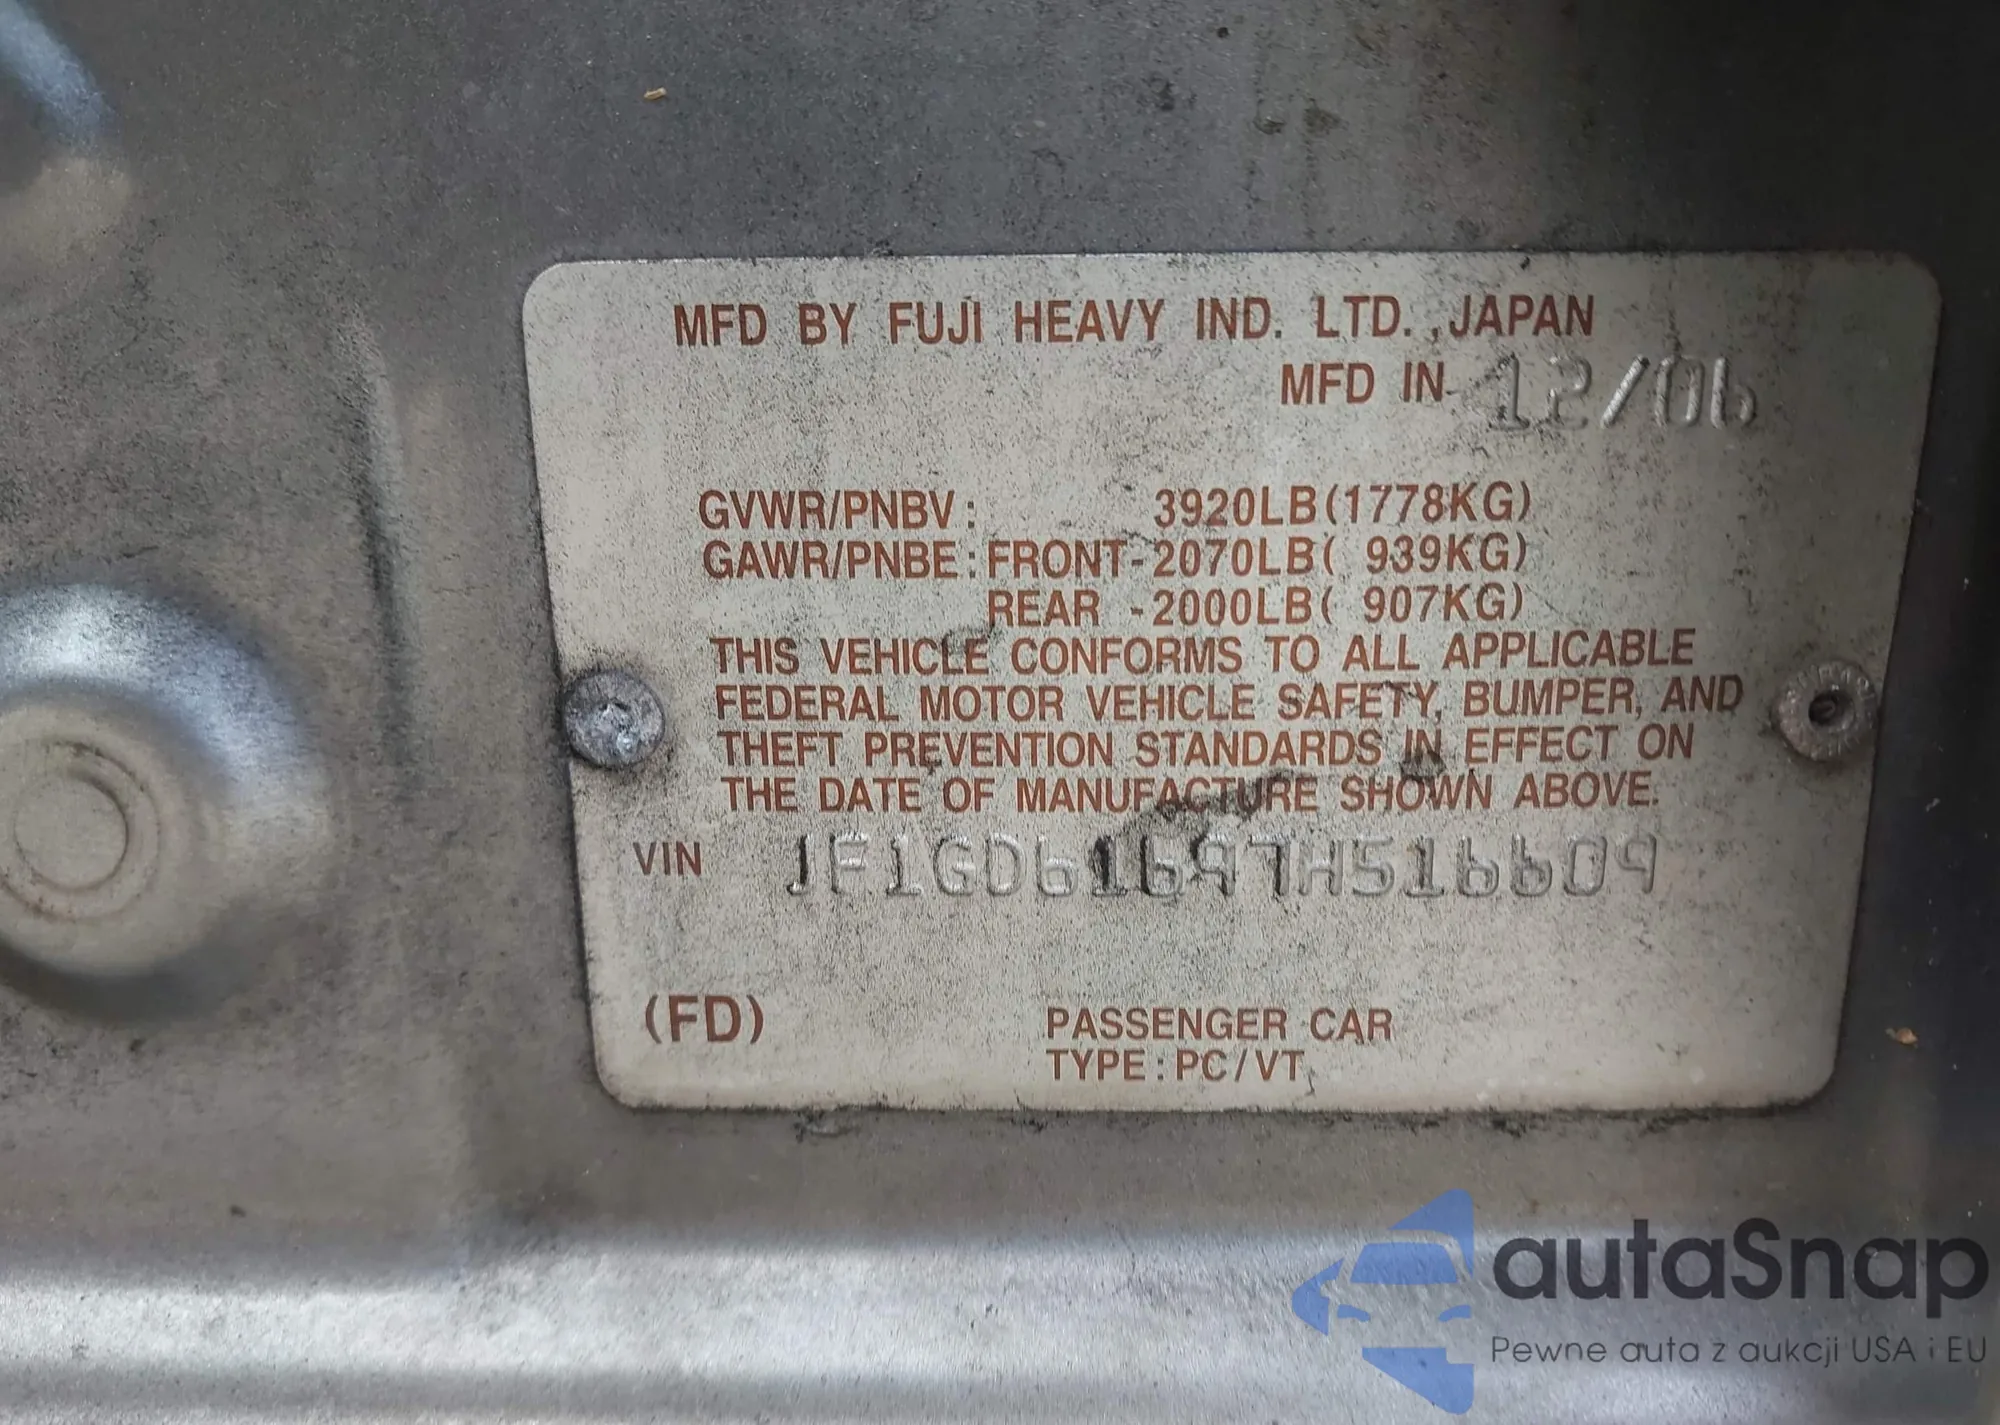 MFD BY FUJI HEAVY IND. LTD.,JAPAN
MFD IN 12/06
GVWR/PNBV: 3920LB(1778KG)
GAWR/PNBE:FRONT-2070LB( 939KG)
REAR -2000LB( 907KG)
THIS VEHICLE CONFORMS TO ALL APPLICABLE
FEDERAL MOTOR VEHICLE SAFETY, BUMPER, AND
THEFT PREVENTION STANDARDS IN EFFECT ON
THE DATE OF MANUFACTURE SHOWN ABOVE.
VIN JF1GD61697H516609
(FD) PASSENGER CAR
TYPE:PC/VT
autaSnap
Pewne auta z aukcji USA i EU